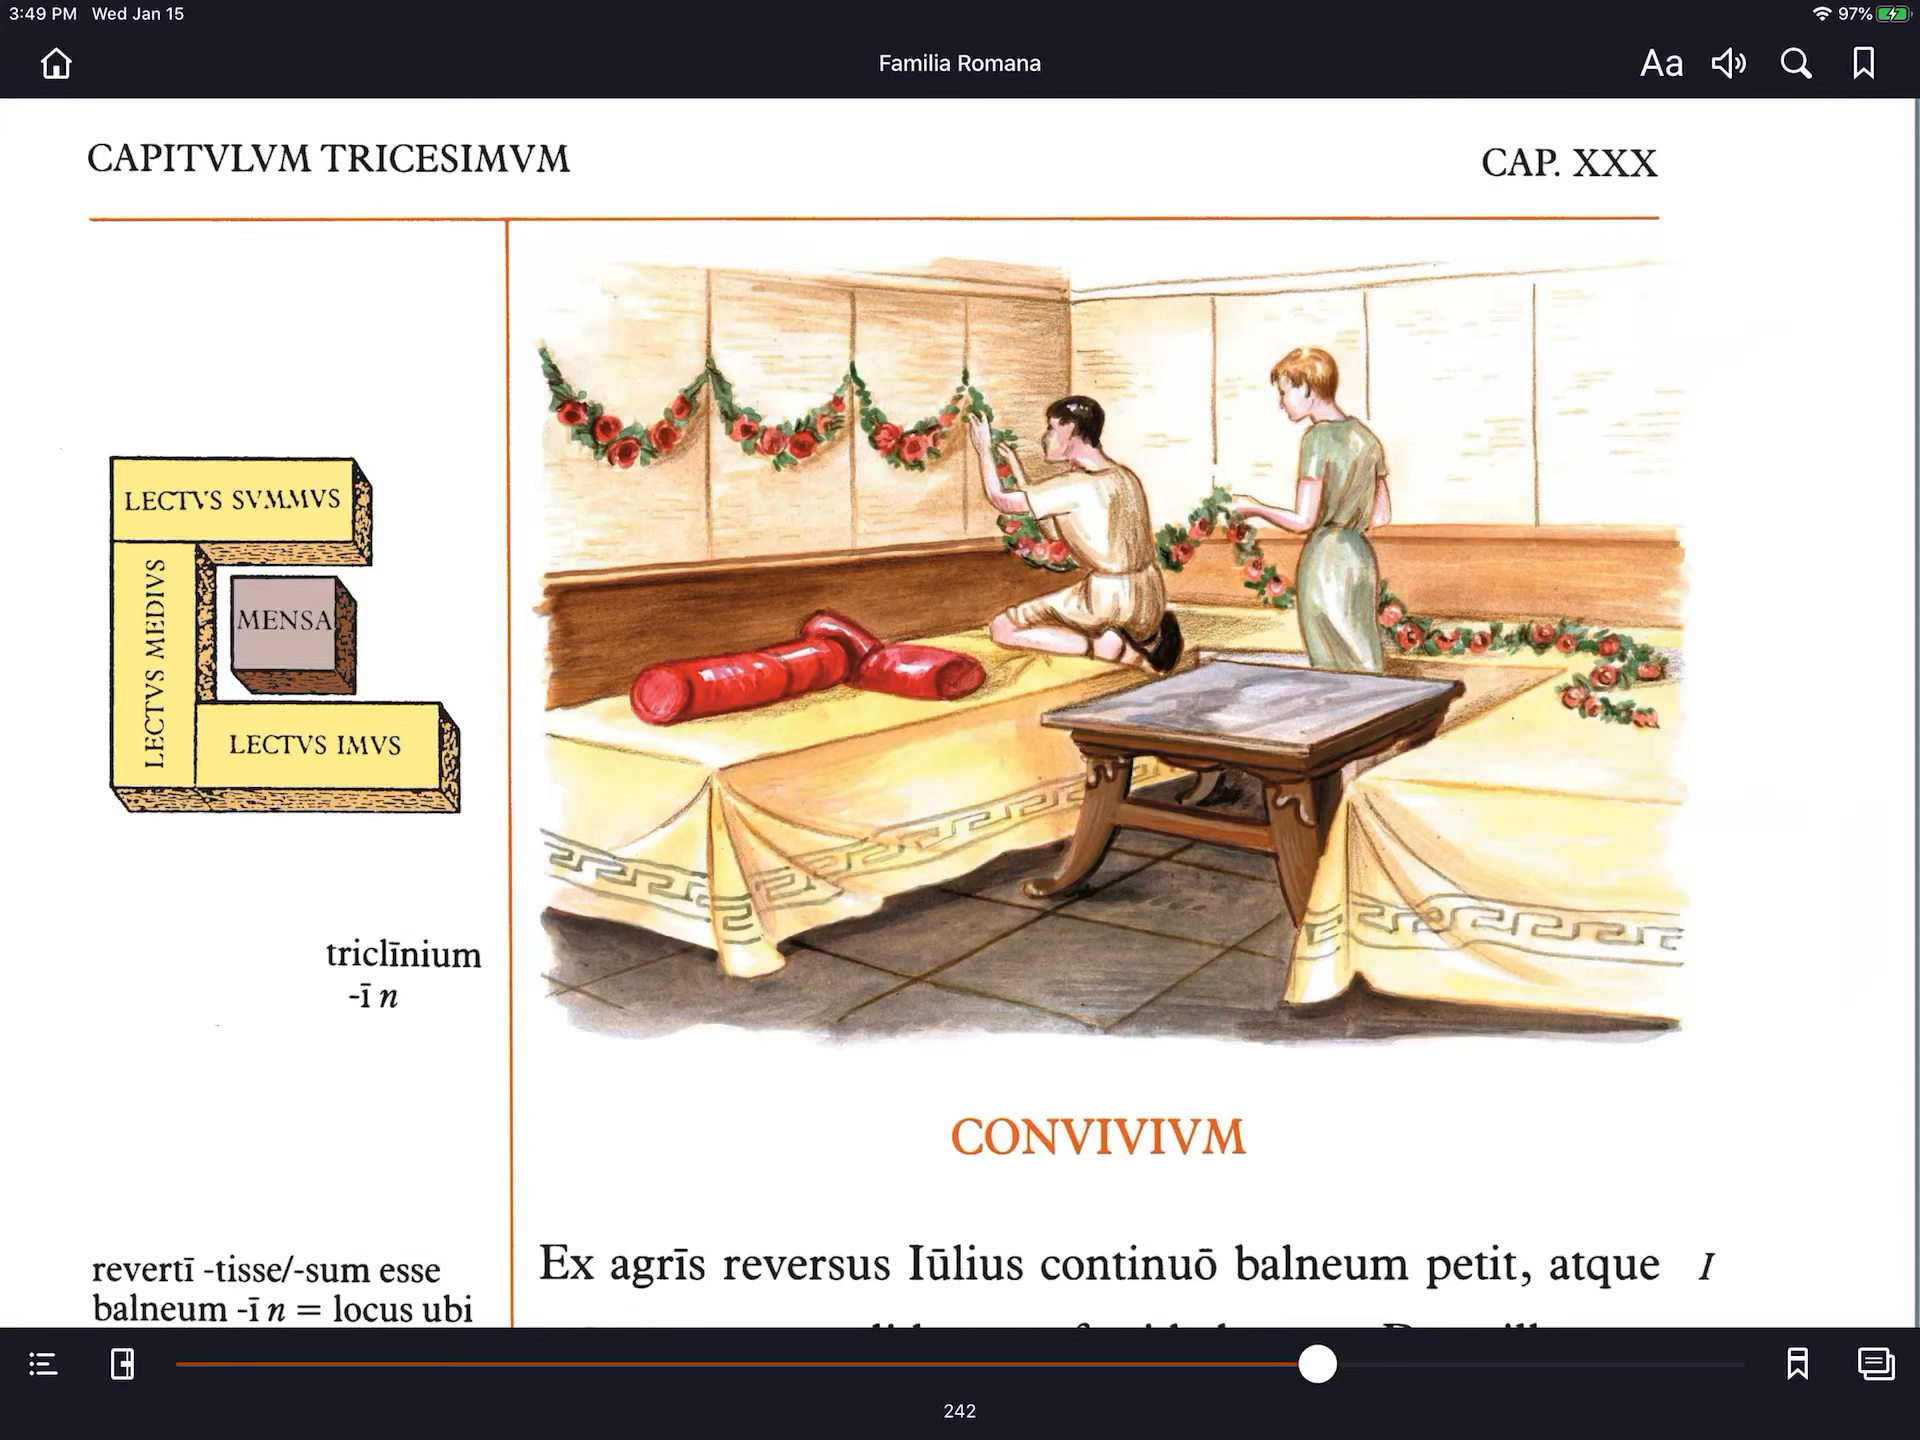 3:49 PM Wed Jan 15
97%
Familia Romana
Aa
CAPITVLVM TRICESIMVM
CAP. XXX
LECTVS SVMMVS
LECTVS MEDIVS
MENSA
LECTVS IMVS
triclīnium
-ī n
CONVIVIVM
revertī -tisse/-sum esse
balneum -ī n = locus ubi
Ex agrīs reversus Iūlius continuō balneum petit, atque I
242